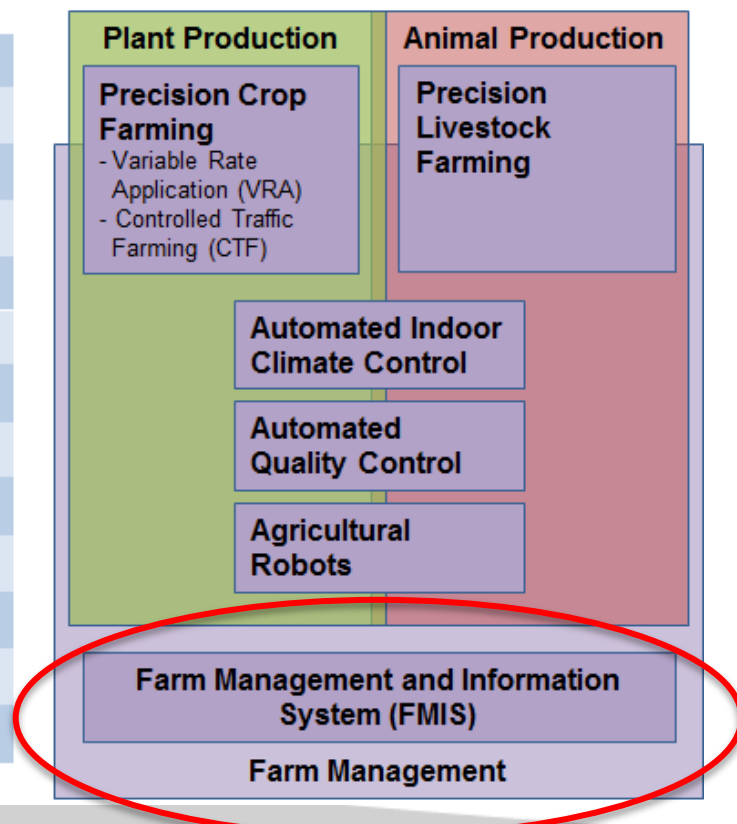 Plant Production
Precision Crop
Farming
- Variable Rate
Application (VRA)
- Controlled Traffic
Farming (CTF)
Animal Production
Precision
Livestock
Farming
Automated Indoor
Climate Control
Automated
Quality Control
Agricultural
Robots
Farm Management and Information
System (FMIS)
Farm Management